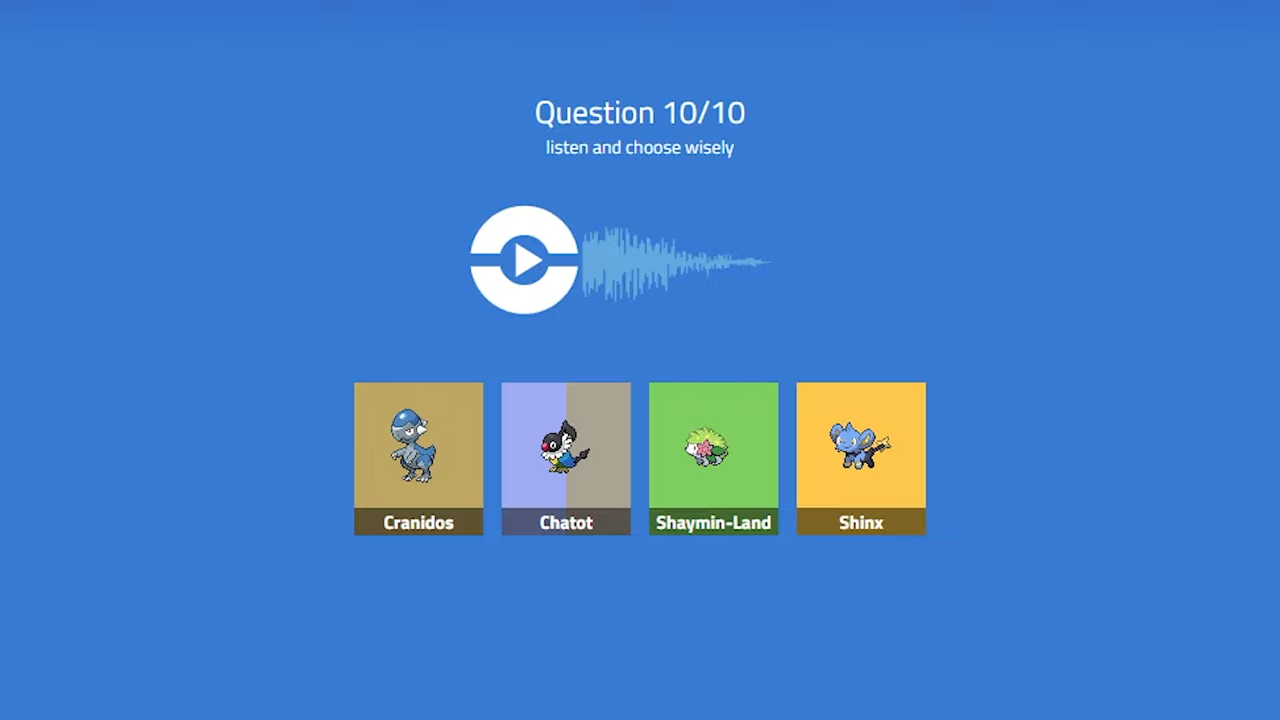 Question 10/10
listen and choose wisely
Cranidos
Chatot
Shaymin-Land
Shinx